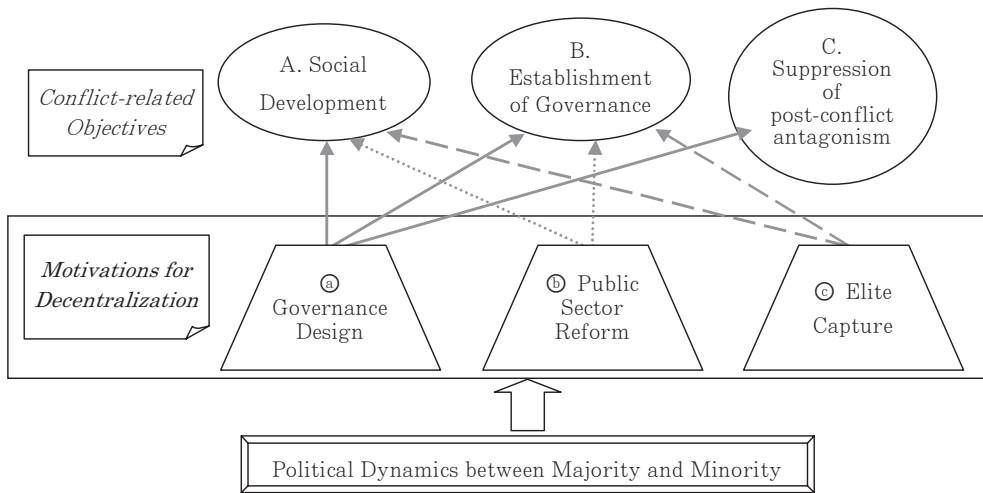 A. Social
Development
B.
Establishment
of Governance
C.
Suppression
of
post-conflict
antagonism
Conflict-related
Objectives
Motivations for
Decentralization
ⓐ
Governance
Design
ⓑ Public
Sector
Reform
ⓒ Elite
Capture
Political Dynamics between Majority and Minority